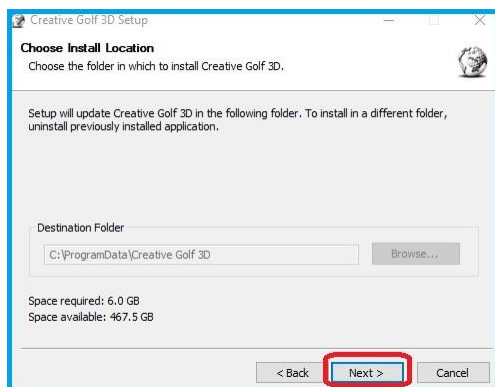 Creative Golf 3D Setup
Choose Install Location
Choose the folder in which to install Creative Golf 3D.
Setup will update Creative Golf 3D in the following folder. To install in a different folder,
uninstall previously installed application.
Destination Folder
C:\ProgramData\Creative Golf 3D
Browse...
Space required: 6.0 GB
Space available: 467.5 GB
< Back
Next >
Cancel